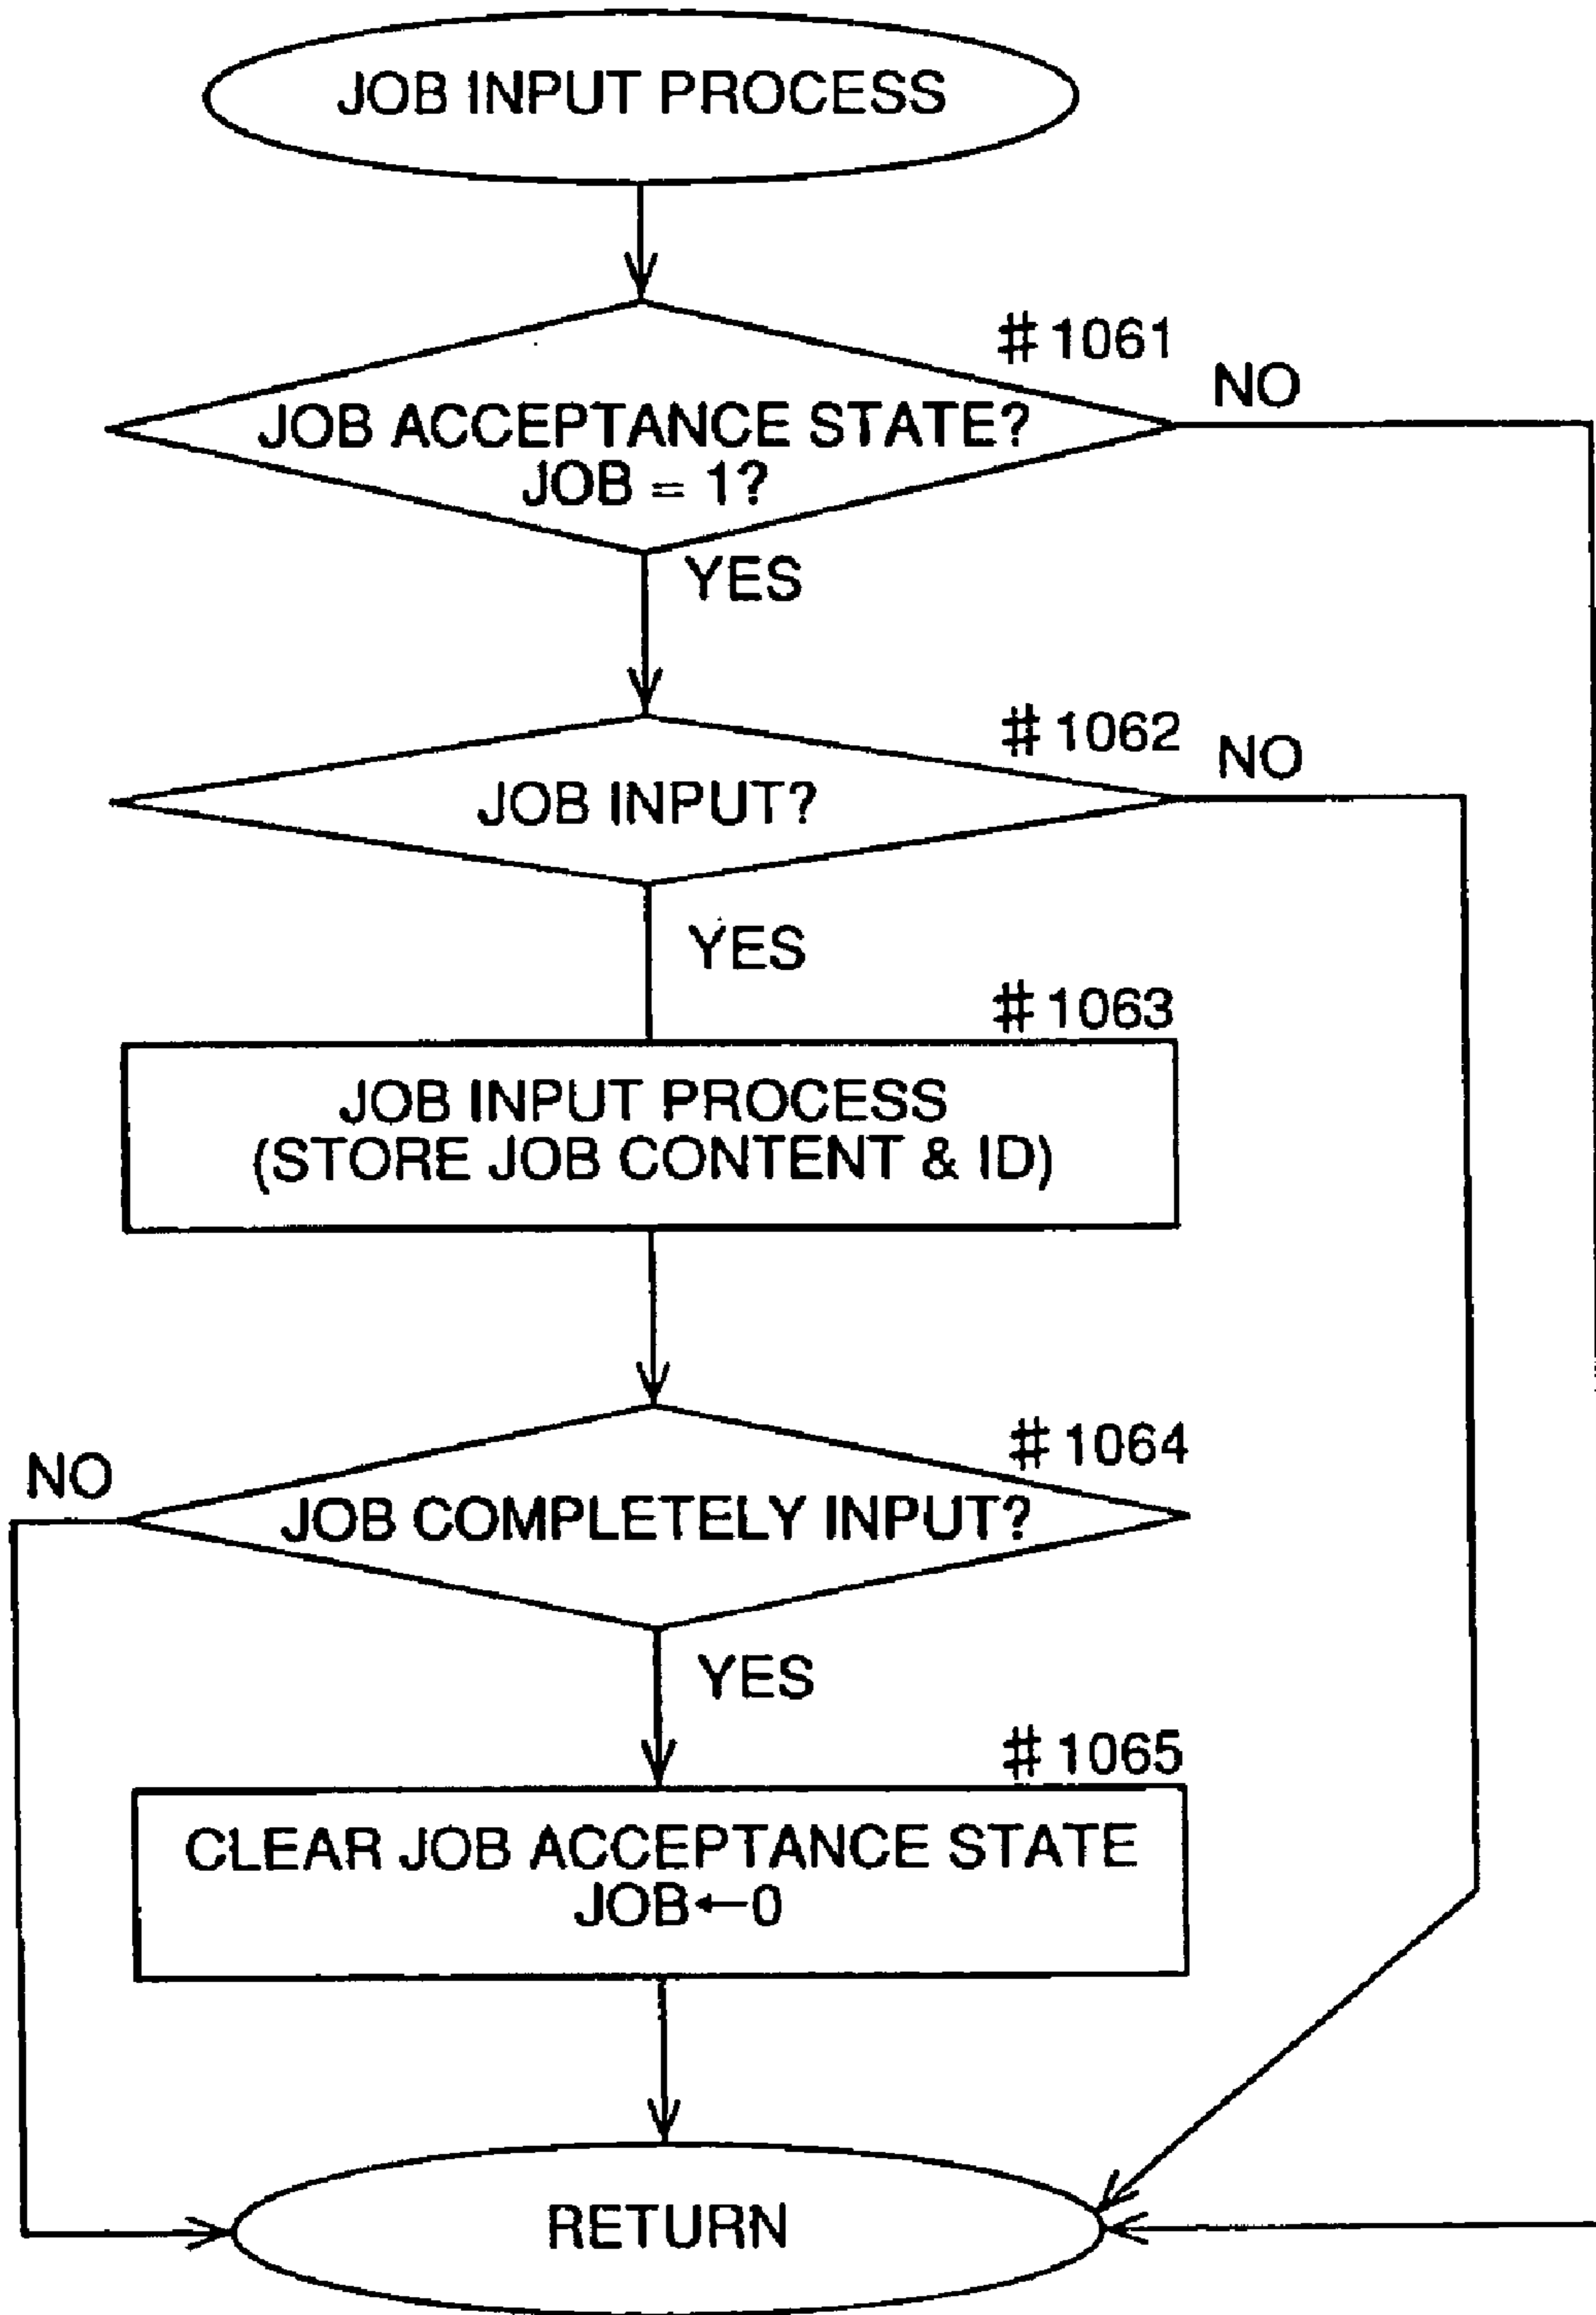 JOB INPUT PROCESS
#1061
NO
JOB ACCEPTANCE STATE?
JOB = 1?
YES
#1062
NO
JOB INPUT?
YES
#1063
JOB INPUT PROCESS
(STORE JOB CONTENT & ID)
#1064
NO
JOB COMPLETELY INPUT?
YES
#1065
CLEAR JOB ACCEPTANCE STATE
JOB←0
RETURN